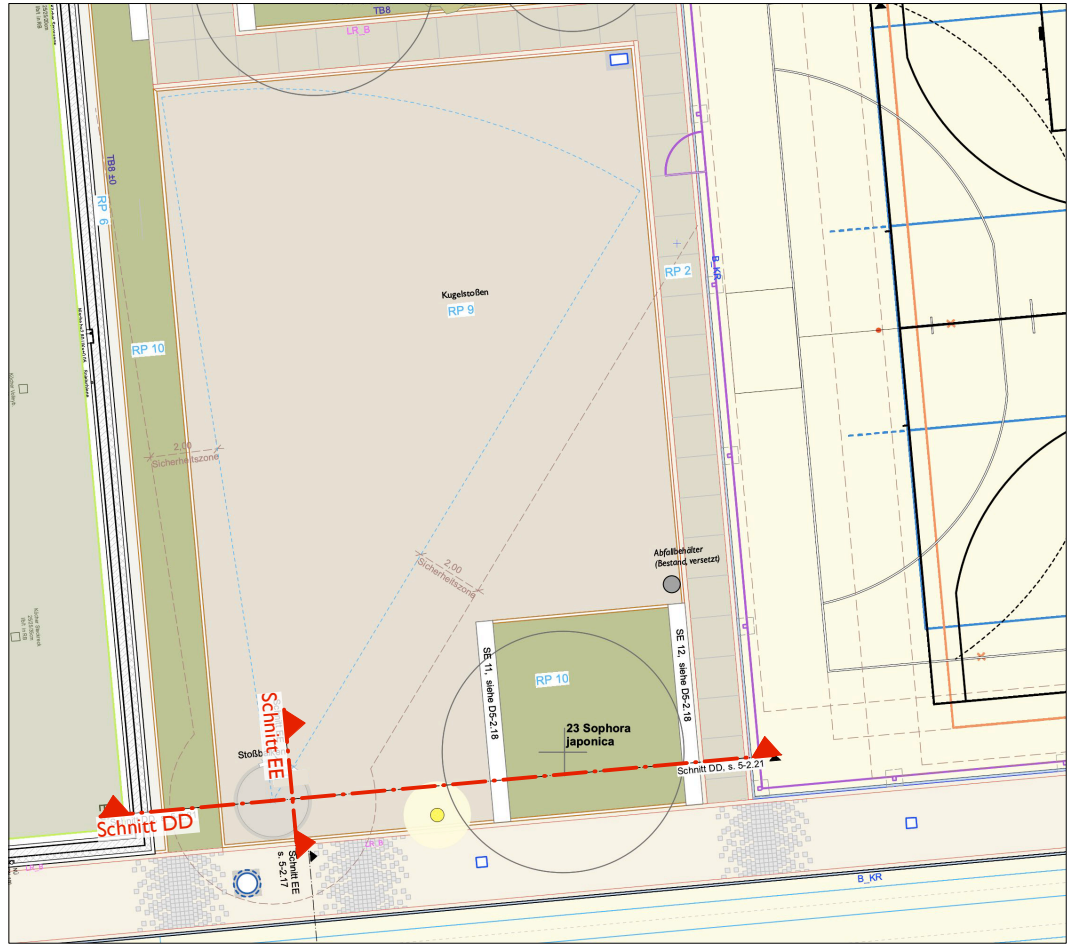 TB8
LR_B
TB8 ±0
RP 6
RP 2
B_KR
Kugelstoßen
RP 9
RP 10
2,00
Sicherheitszone
2,00
Sicherheitszone
Abfallbehälter
(Bestand, versetzt)
SE 11, siehe D5-2.18
SE 12, siehe D5-2.18
RP 10
23 Sophora
japonica
Schnitt EE
Schnitt DD, s. 5-2.21
Schnitt DD
LR_B
Schnitt EE
s. 5-2.17
LR_B
B_KR